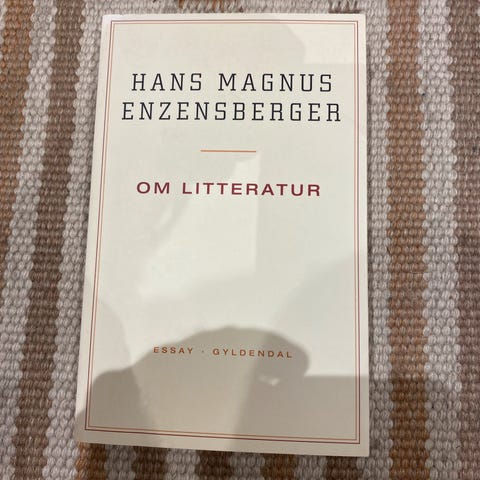 HANS MAGNUS
ENZENSBERGER
OM LITTERATUR
ESSAY · GYLDENDAL